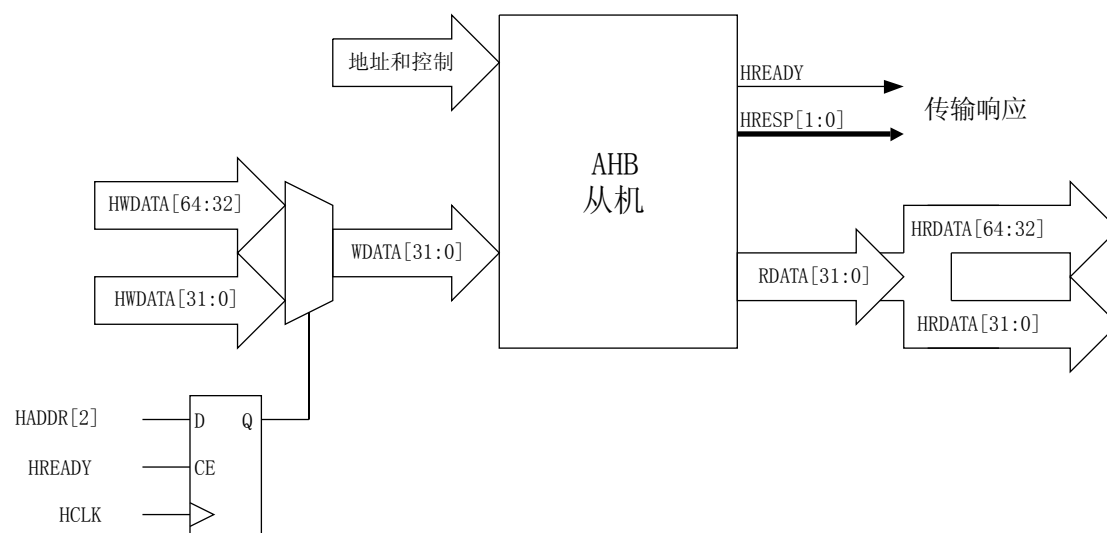 地址和控制
HREADY
HRESP[1:0]
传输响应
AHB
从机
HWDATA[64:32]
WDATA[31:0]
HWDATA[31:0]
RDATA[31:0]
HRDATA[64:32]
HRDATA[31:0]
HADDR[2]
D
Q
HREADY
CE
HCLK